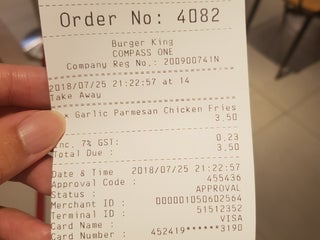 Order No: 4082
Burger King
COMPASS ONE
Company Reg No.: 200900741N
2018/07/25 21:22:57 at 14
Take Away
x Garlic Parmesan Chicken Fries
3.50
Inc. 7% GST: 0.23
Total Due : 3.50
Date & Time 2018/07/25 21:22:57
Approval Code : 455436
Status : APPROVAL
Merchant ID : 000001050602564
Terminal ID : 51512352
Card Name : VISA
Card Number : 452419******3190